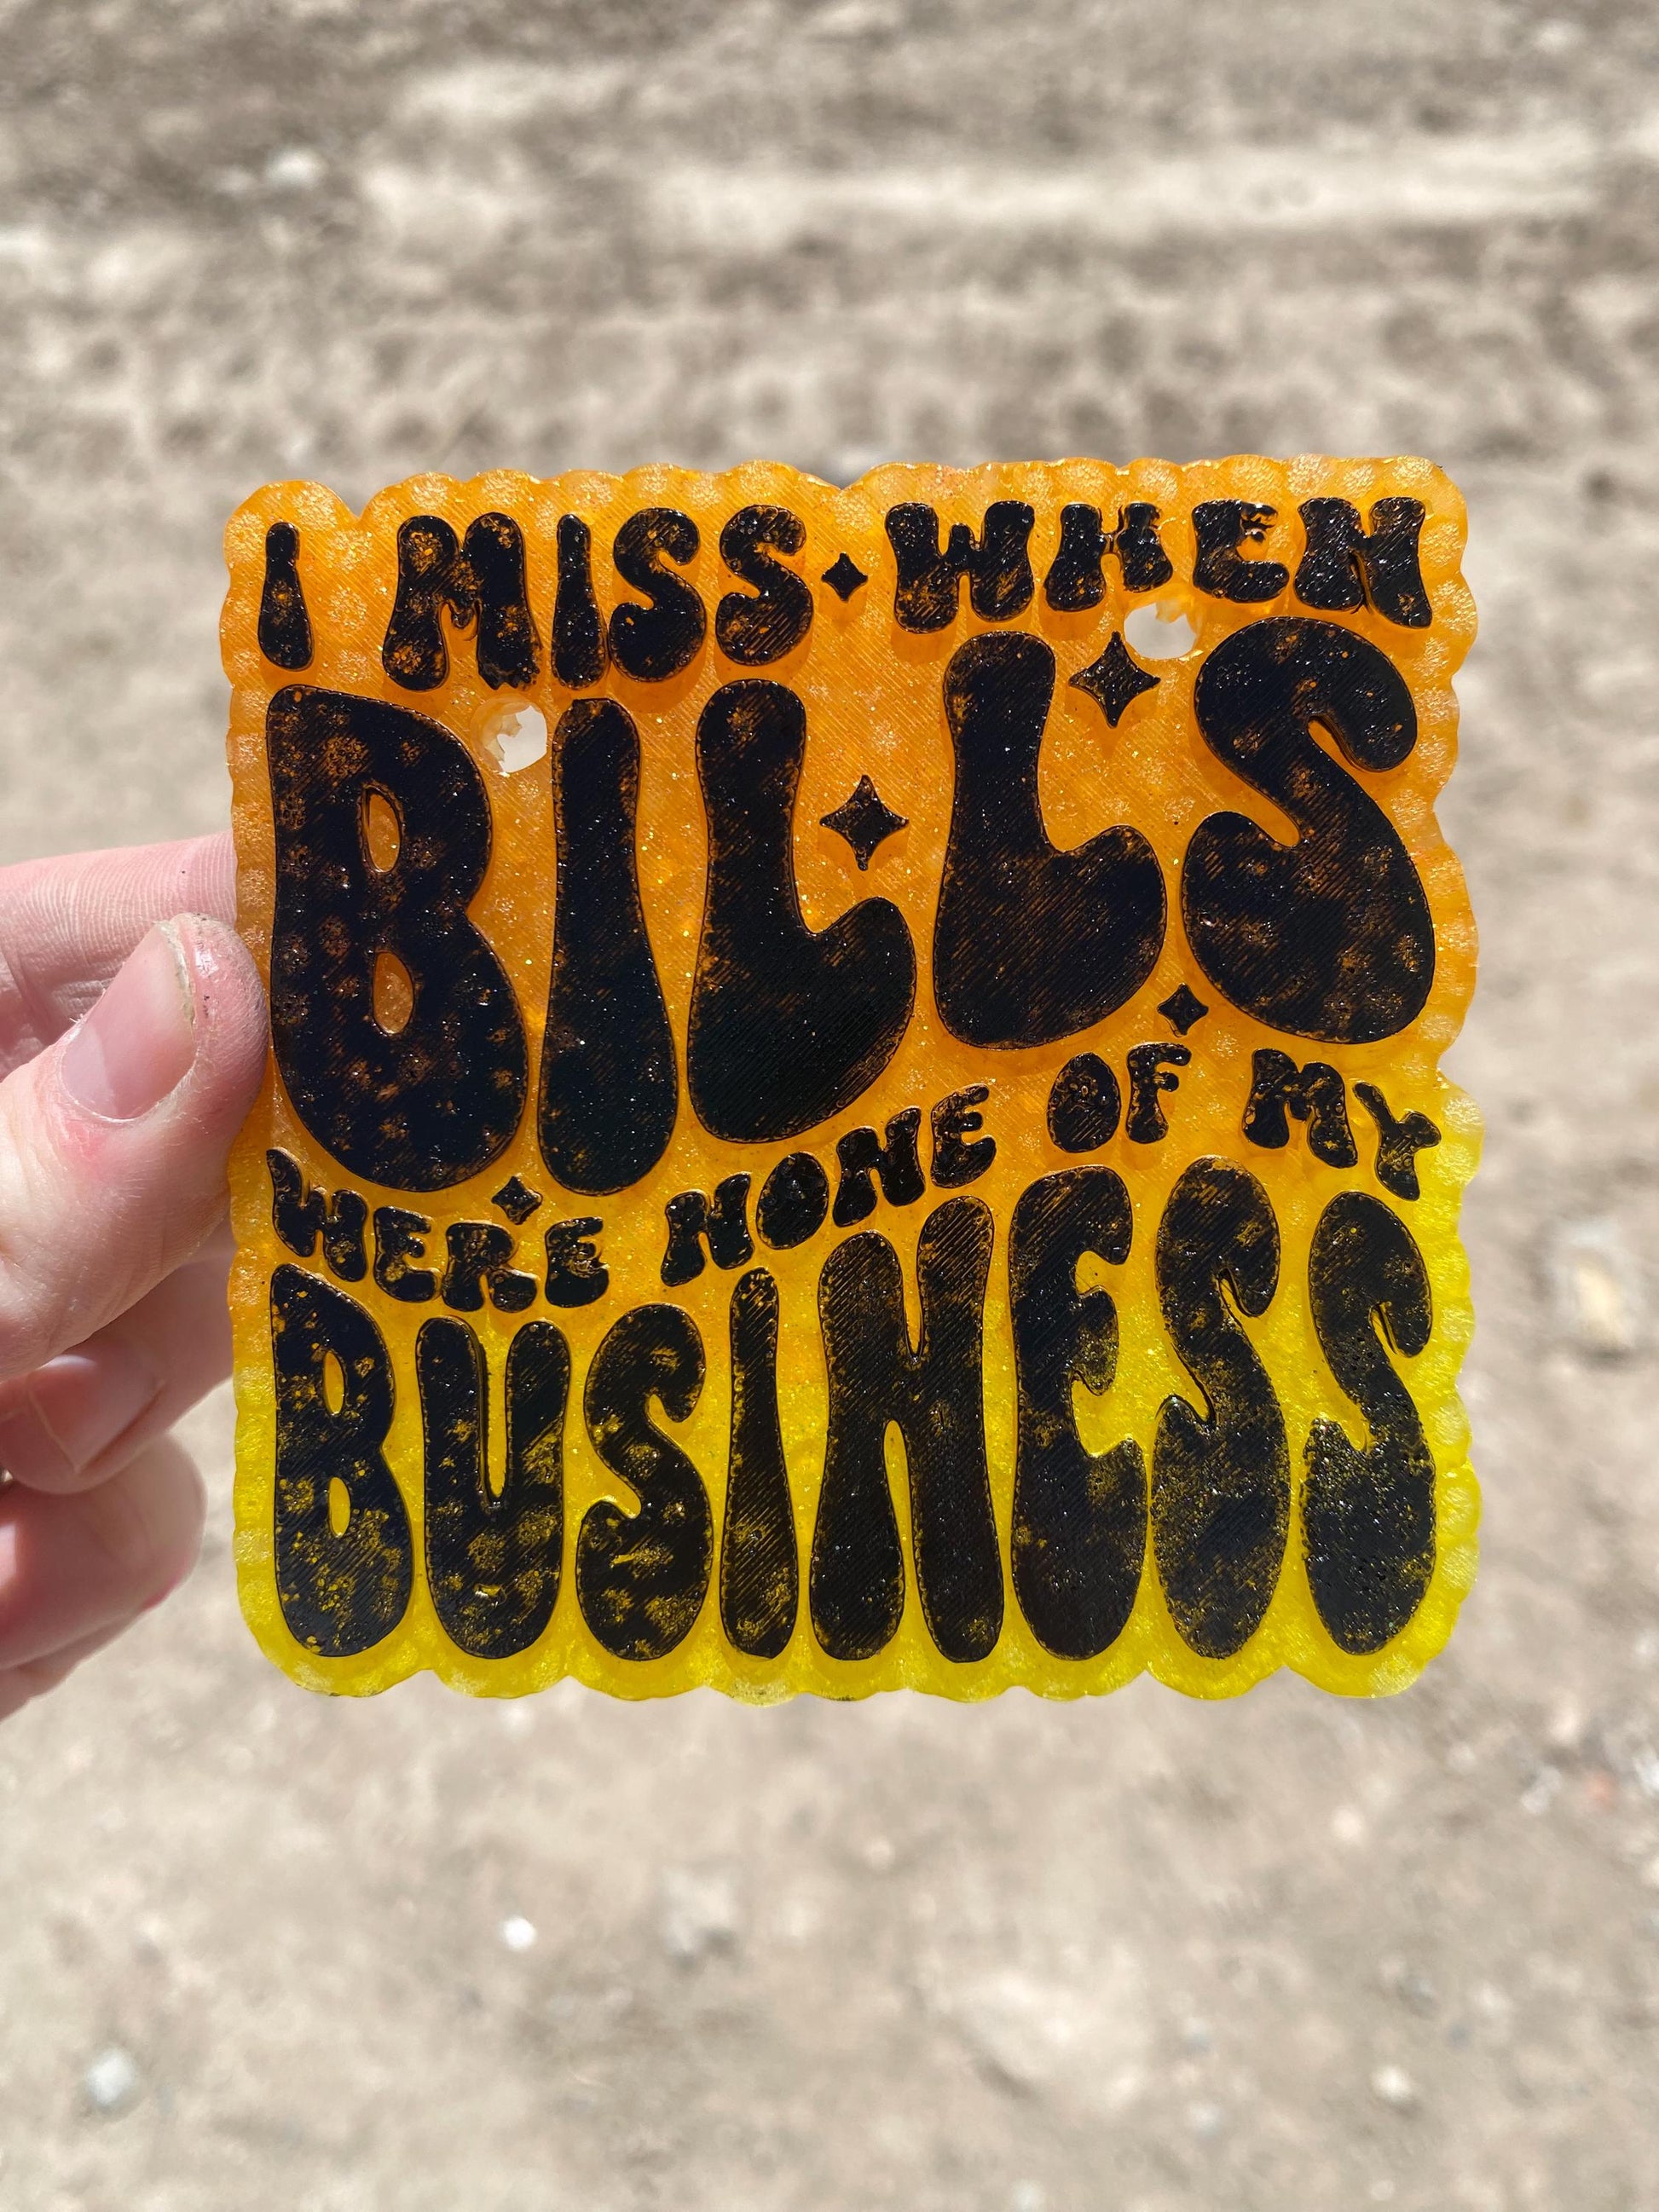 I MISS WHEN
BILLS
WERE NONE OF MY
BUSINESS